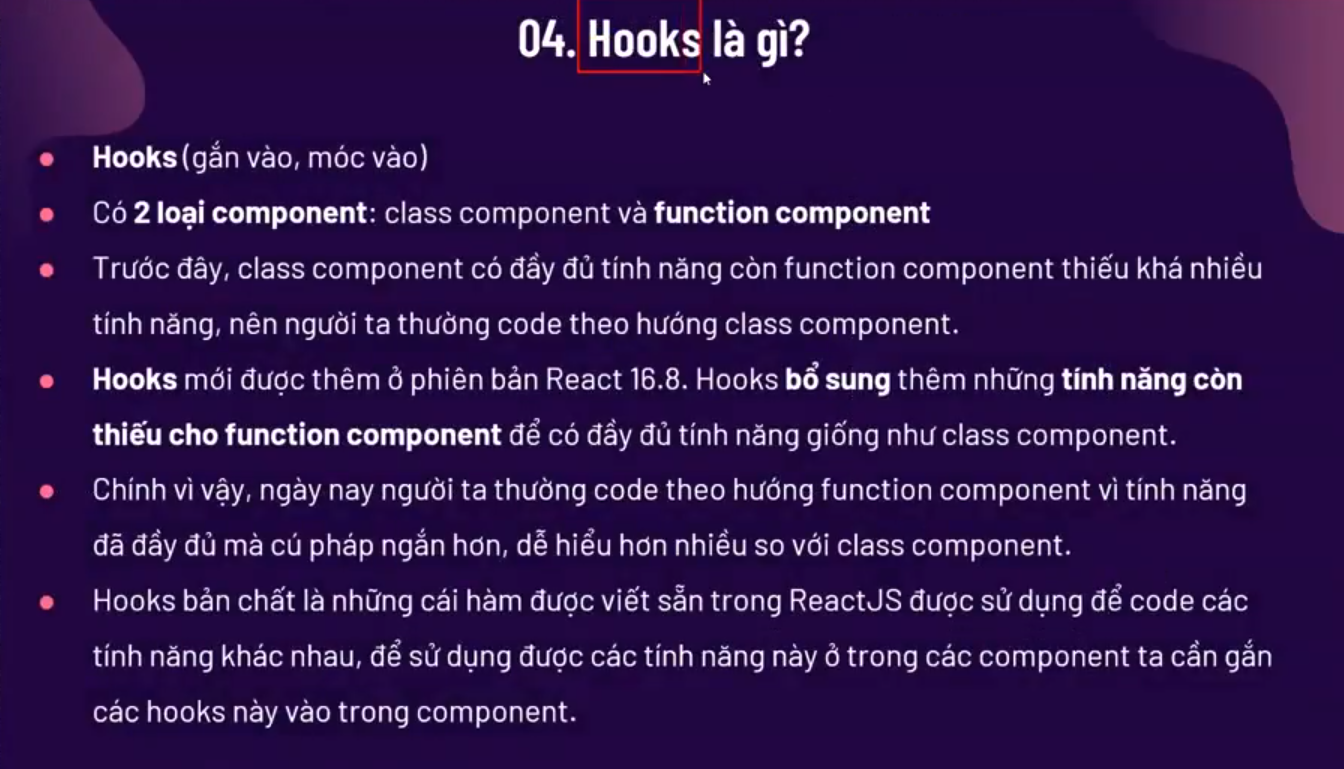 04. Hooks là gì?
Hooks (gắn vào, móc vào)
Có 2 loại component: class component và function component
Trước đây, class component có đầy đủ tính năng còn function component thiếu khá nhiều
tính năng, nên người ta thường code theo hướng class component.
Hooks mới được thêm ở phiên bản React 16.8. Hooks bổ sung thêm những tính năng còn
thiếu cho function component để có đầy đủ tính năng giống như class component.
Chính vì vậy, ngày nay người ta thường code theo hướng function component vì tính năng
đã đầy đủ mà cú pháp ngắn hơn, dễ hiểu hơn nhiều so với class component.
Hooks bản chất là những cái hàm được viết sẵn trong ReactJS được sử dụng để code các
tính năng khác nhau, để sử dụng được các tính năng này ở trong các component ta cần gắn
các hooks này vào trong component.